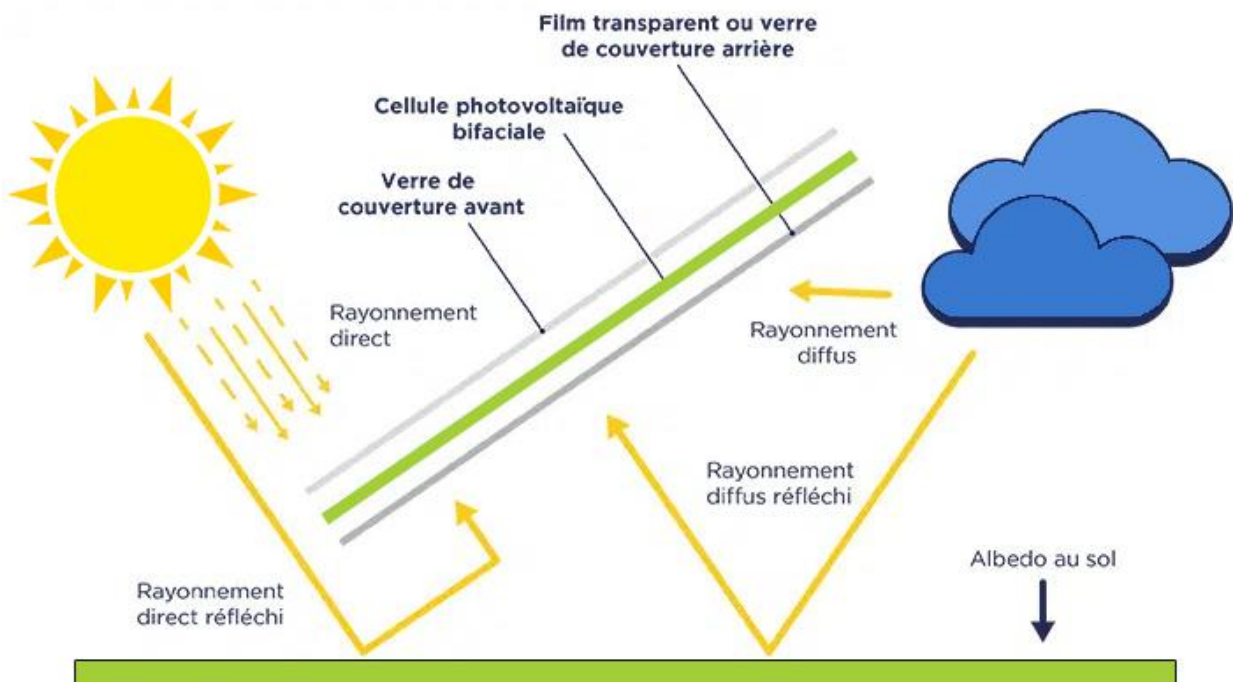 Film transparent ou verre
de couverture arrière
Cellule photovoltaïque
bifaciale
Verre de
couverture avant
Rayonnement
direct
Rayonnement
diffus
Rayonnement
diffus réfléchi
Albedo au sol
Rayonnement
direct réfléchi